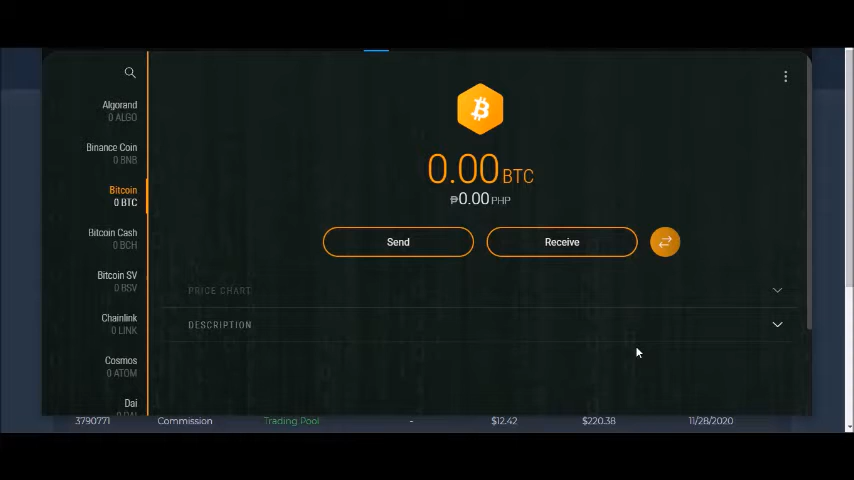 Algorand
0 ALGO
Binance Coin
0 BNB
Bitcoin
0 BTC
Bitcoin Cash
0 BCH
Bitcoin SV
0 BSV
Chainlink
0 LINK
Cosmos
0 ATOM
Dai
0.00 BTC
₱0.00 PHP
Send Receive
PRICE CHART
DESCRIPTION
3790771 Commission Trading Pool - $12.42 $220.38 11/28/2020